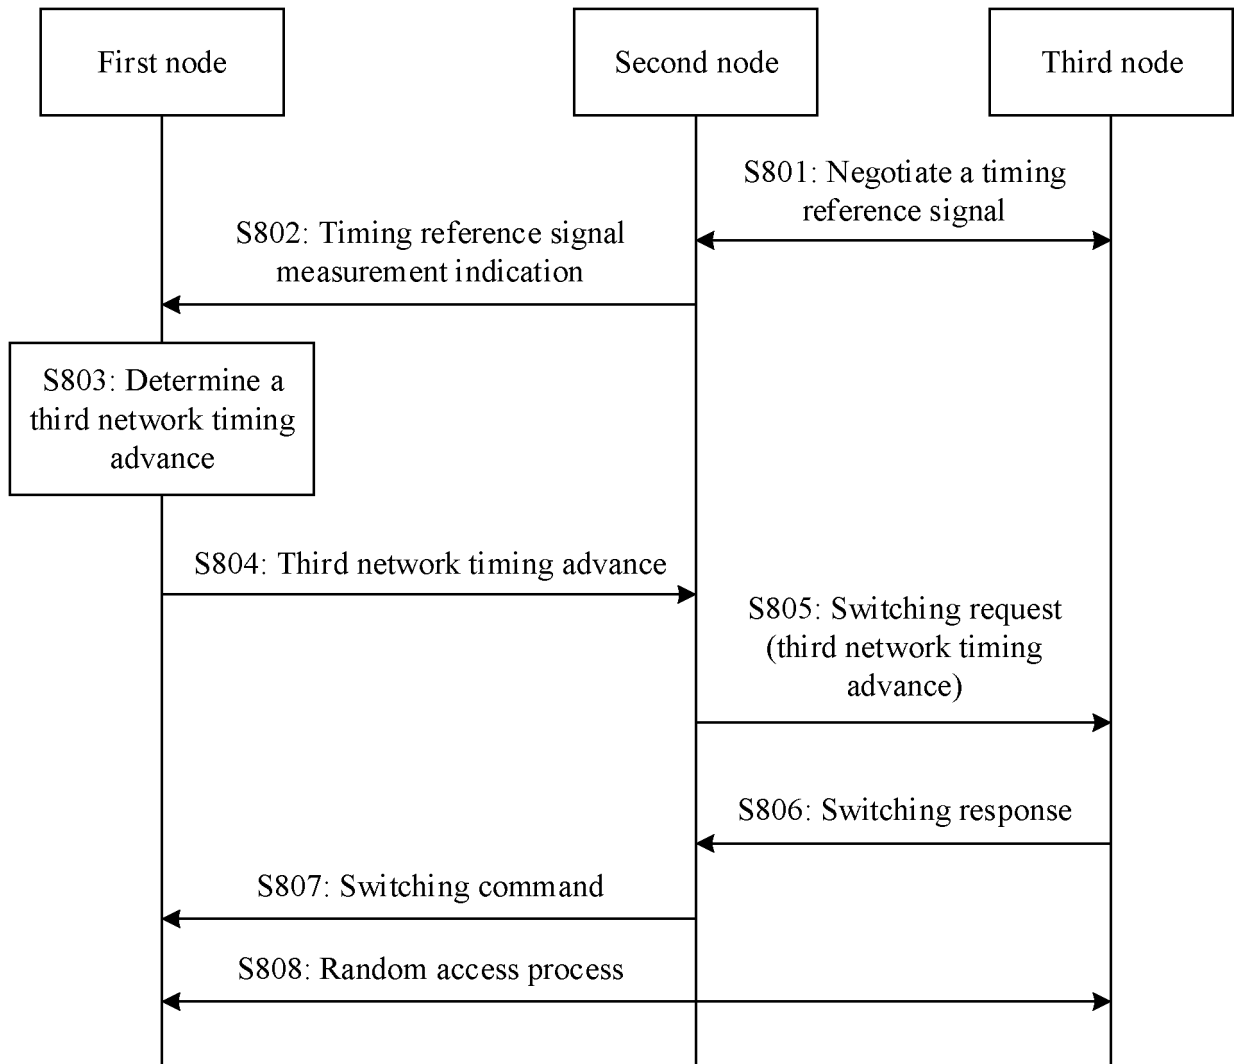 First node
Second node
Third node
S801: Negotiate a timing
reference signal
S802: Timing reference signal
measurement indication
S803: Determine a
third network timing
advance
S804: Third network timing advance
S805: Switching request
(third network timing
advance)
S806: Switching response
S807: Switching command
S808: Random access process